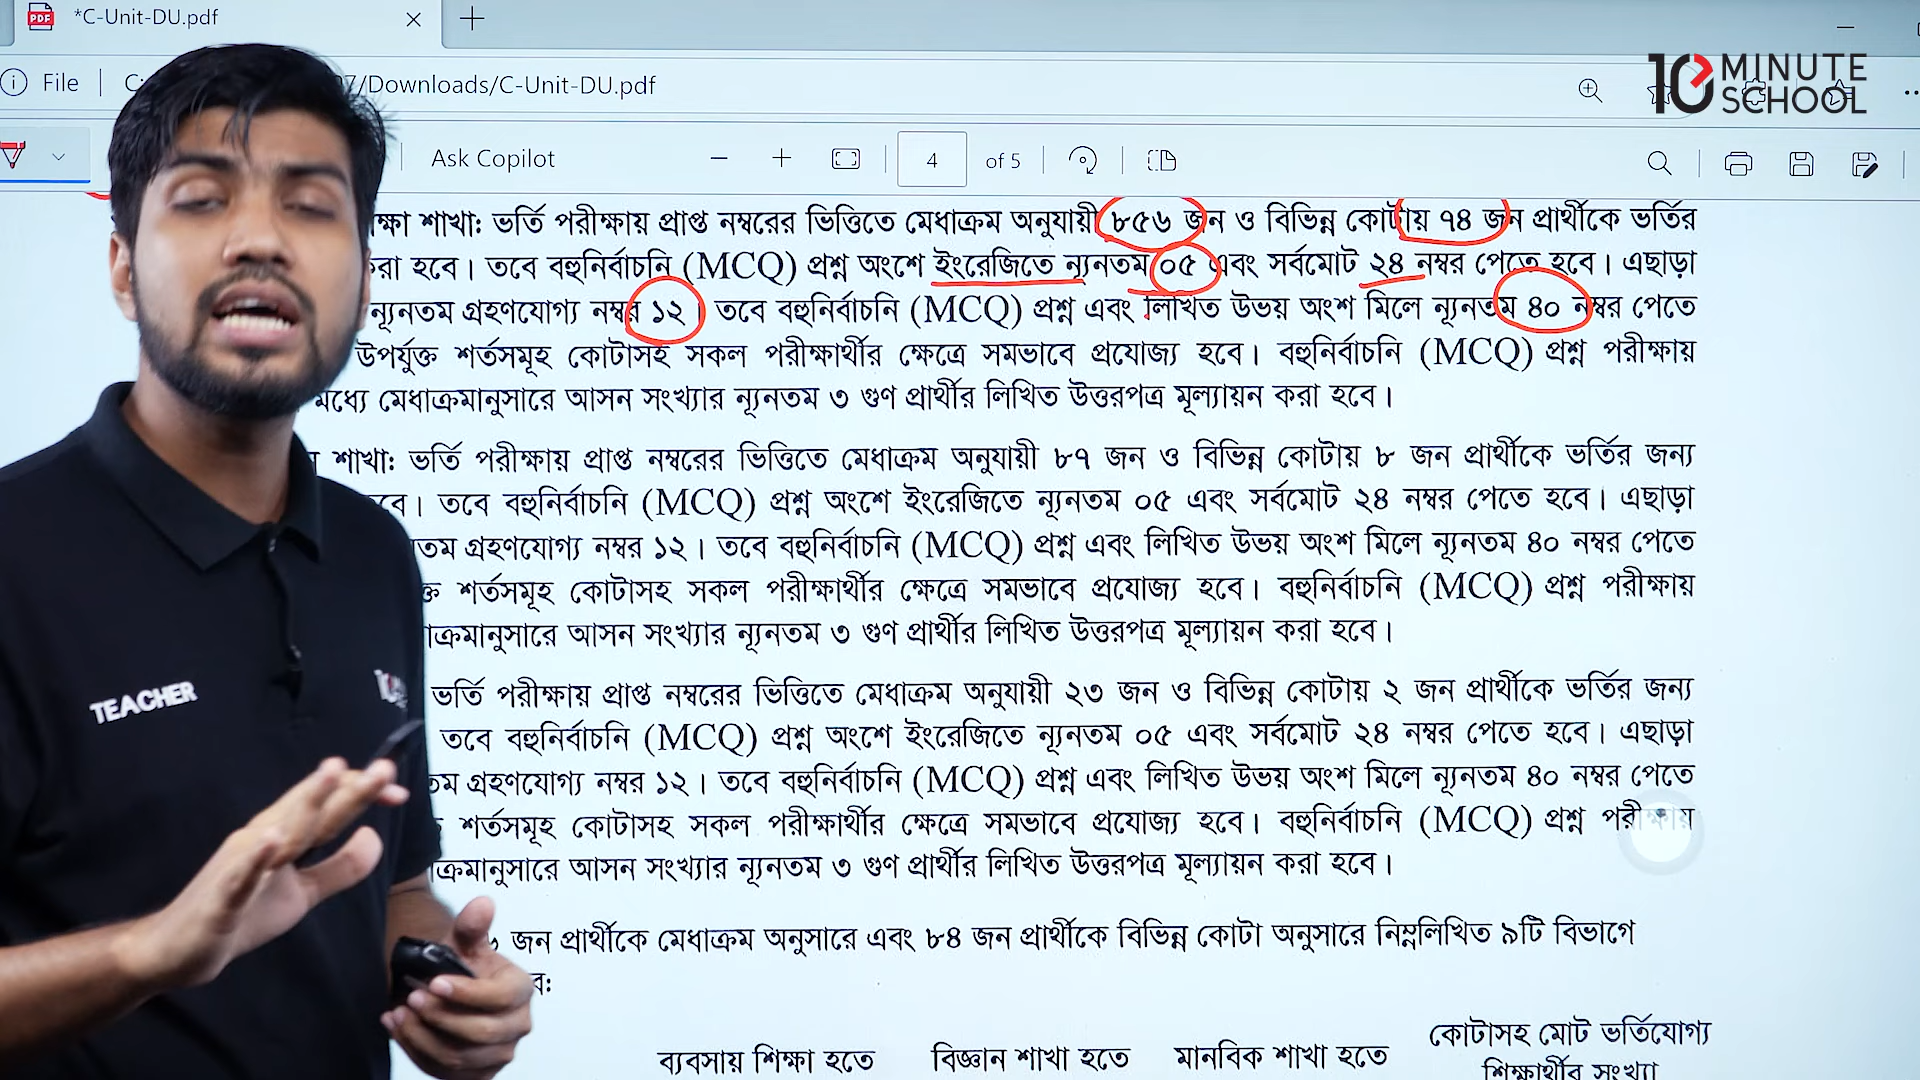 *C-Unit-DU.pdf
10 MINUTE SCHOOL
File
/Downloads/C-Unit-DU.pdf
Ask Copilot
4 of 5
শাখা: ভর্তি পরীক্ষায় প্রাপ্ত নম্বরের ভিত্তিতে মেধাক্রম অনুযায়ী ৮৫৬ জন ও বিভিন্ন কোটায় ৭৪ জন প্রার্থীকে ভর্তির
হবে। তবে বহুনির্বাচনি (MCQ) প্রশ্ন অংশে ইংরেজিতে ন্যূনতম ০৫ এবং সর্বমোট ২৪ নম্বর পেতে হবে। এছাড়া
ন্যূনতম গ্রহণযোগ্য নম্বর ১২। তবে বহুনির্বাচনি (MCQ) প্রশ্ন এবং লিখিত উভয় অংশ মিলে ন্যূনতম ৪০ নম্বর পেতে
উপর্যুক্ত শর্তসমূহ কোটাসহ সকল পরীক্ষার্থীর ক্ষেত্রে সমভাবে প্রযোজ্য হবে। বহুনির্বাচনি (MCQ) প্রশ্ন পরীক্ষায়
মধ্যে মেধাক্রমানুসারে আসন সংখ্যার ন্যূনতম ৩ গুণ প্রার্থীর লিখিত উত্তরপত্র মূল্যায়ন করা হবে।
শাখা: ভর্তি পরীক্ষায় প্রাপ্ত নম্বরের ভিত্তিতে মেধাক্রম অনুযায়ী ৮৭ জন ও বিভিন্ন কোটায় ৮ জন প্রার্থীকে ভর্তির জন্য
তবে বহুনির্বাচনি (MCQ) প্রশ্ন অংশে ইংরেজিতে ন্যূনতম ০৫ এবং সর্বমোট ২৪ নম্বর পেতে হবে। এছাড়া
গ্রহণযোগ্য নম্বর ১২। তবে বহুনির্বাচনি (MCQ) প্রশ্ন এবং লিখিত উভয় অংশ মিলে ন্যূনতম ৪০ নম্বর পেতে
শর্তসমূহ কোটাসহ সকল পরীক্ষার্থীর ক্ষেত্রে সমভাবে প্রযোজ্য হবে। বহুনির্বাচনি (MCQ) প্রশ্ন পরীক্ষায়
আসন সংখ্যার ন্যূনতম ৩ গুণ প্রার্থীর লিখিত উত্তরপত্র মূল্যায়ন করা হবে।
ভর্তি পরীক্ষায় প্রাপ্ত নম্বরের ভিত্তিতে মেধাক্রম অনুযায়ী ২৩ জন ও বিভিন্ন কোটায় ২ জন প্রার্থীকে ভর্তির জন্য
তবে বহুনির্বাচনি (MCQ) প্রশ্ন অংশে ইংরেজিতে ন্যূনতম ০৫ এবং সর্বমোট ২৪ নম্বর পেতে হবে। এছাড়া
গ্রহণযোগ্য নম্বর ১২। তবে বহুনির্বাচনি (MCQ) প্রশ্ন এবং লিখিত উভয় অংশ মিলে ন্যূনতম ৪০ নম্বর পেতে
শর্তসমূহ কোটাসহ সকল পরীক্ষার্থীর ক্ষেত্রে সমভাবে প্রযোজ্য হবে। বহুনির্বাচনি (MCQ) প্রশ্ন পরীক্ষায়
আসন সংখ্যার ন্যূনতম ৩ গুণ প্রার্থীর লিখিত উত্তরপত্র মূল্যায়ন করা হবে।
জন প্রার্থীকে মেধাক্রম অনুসারে এবং ৮৪ জন প্রার্থীকে বিভিন্ন কোটা অনুসারে নিম্নলিখিত ৯টি বিভাগে
কোটাসহ মোট ভর্তিযোগ্য
ব্যবসায় শিক্ষা হতে বিজ্ঞান শাখা হতে মানবিক শাখা হতে
শিক্ষার্থীর সংখ্যা
TEACHER